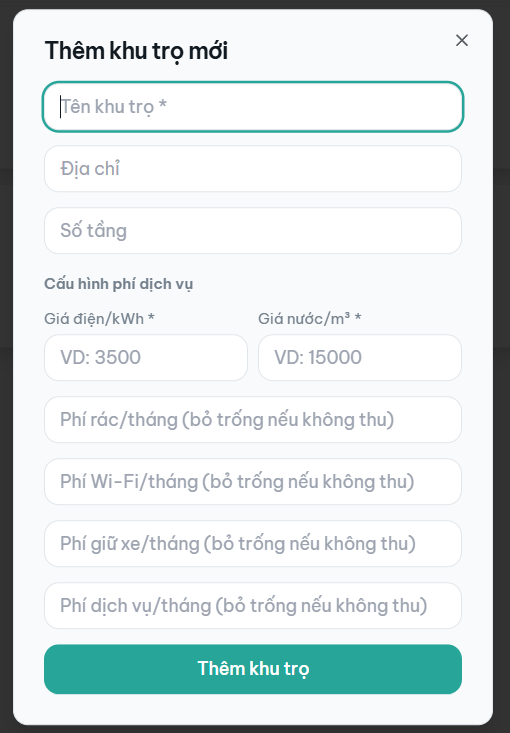 Thêm khu trọ mới
Tên khu trọ *
Địa chỉ
Số tầng
Cấu hình phí dịch vụ
Giá điện/kWh *
Giá nước/m³ *
VD: 3500
VD: 15000
Phí rác/tháng (bỏ trống nếu không thu)
Phí Wi-Fi/tháng (bỏ trống nếu không thu)
Phí giữ xe/tháng (bỏ trống nếu không thu)
Phí dịch vụ/tháng (bỏ trống nếu không thu)
Thêm khu trọ